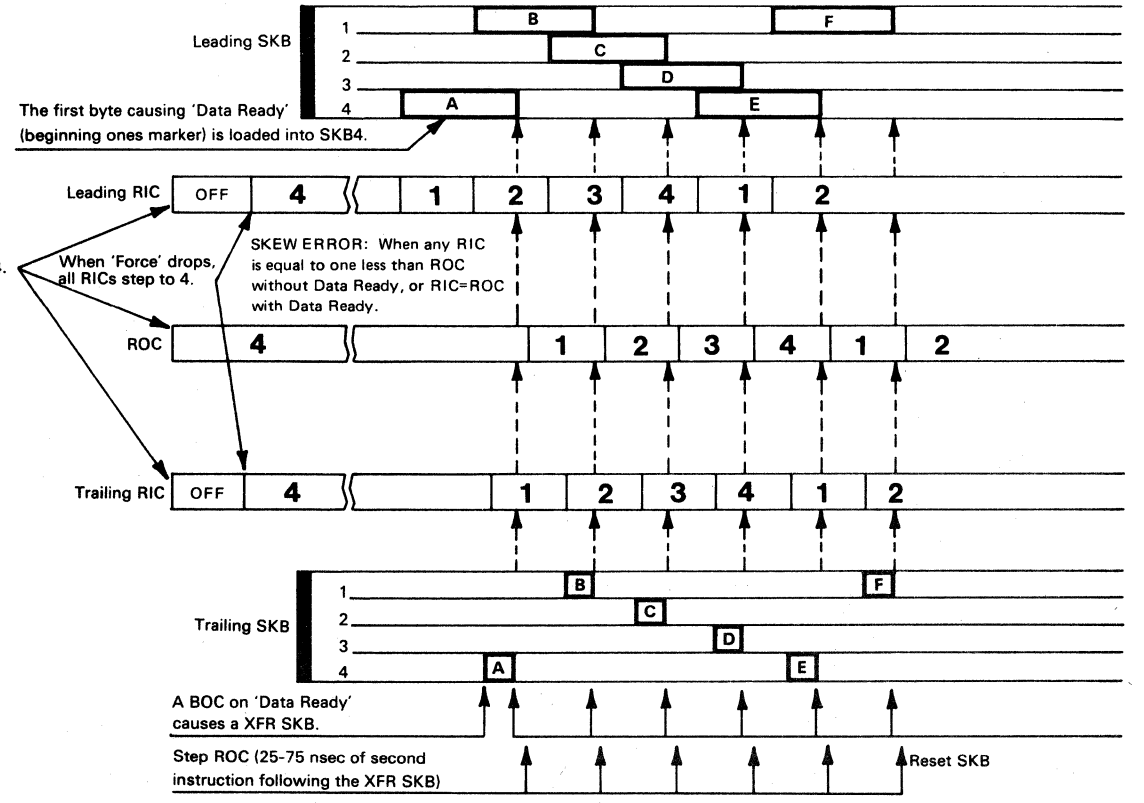 Leading SKB
1 B F
2 C
3 D
4 A E
The first byte causing 'Data Ready'
(beginning ones marker) is loaded into SKB4.
Leading RIC OFF 4 1 2 3 4 1 2
When 'Force' drops,
all RICs step to 4.
SKEW ERROR: When any RIC
is equal to one less than ROC
without Data Ready, or RIC=ROC
with Data Ready.
ROC 4 1 2 3 4 1 2
Trailing RIC OFF 4 1 2 3 4 1 2
Trailing SKB
1 B F
2 C
3 D
4 A E
A BOC on 'Data Ready'
causes a XFR SKB.
Step ROC (25-75 nsec of second
instruction following the XFR SKB)
Reset SKB